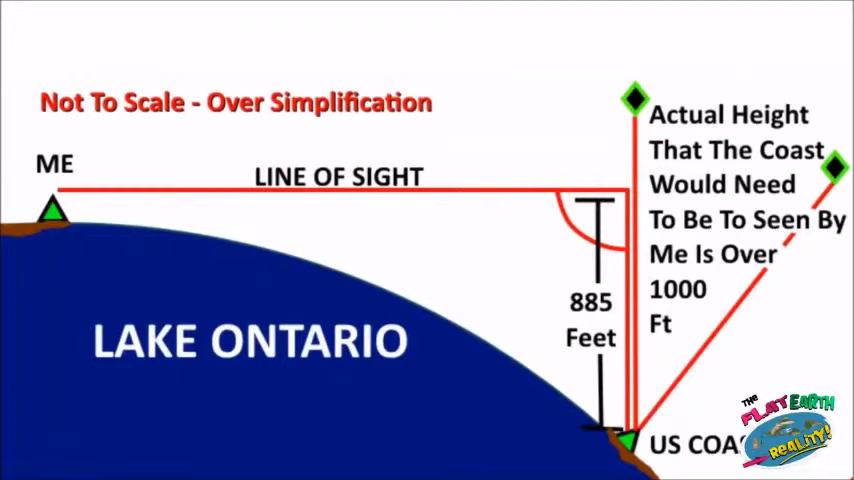 Not To Scale - Over Simplification
ME
LINE OF SIGHT
Actual Height
That The Coast
Would Need
To Be To Seen By
Me Is Over
1000
Ft
885
Feet
LAKE ONTARIO
US COA
THE
FLAT EARTH
REALITY!